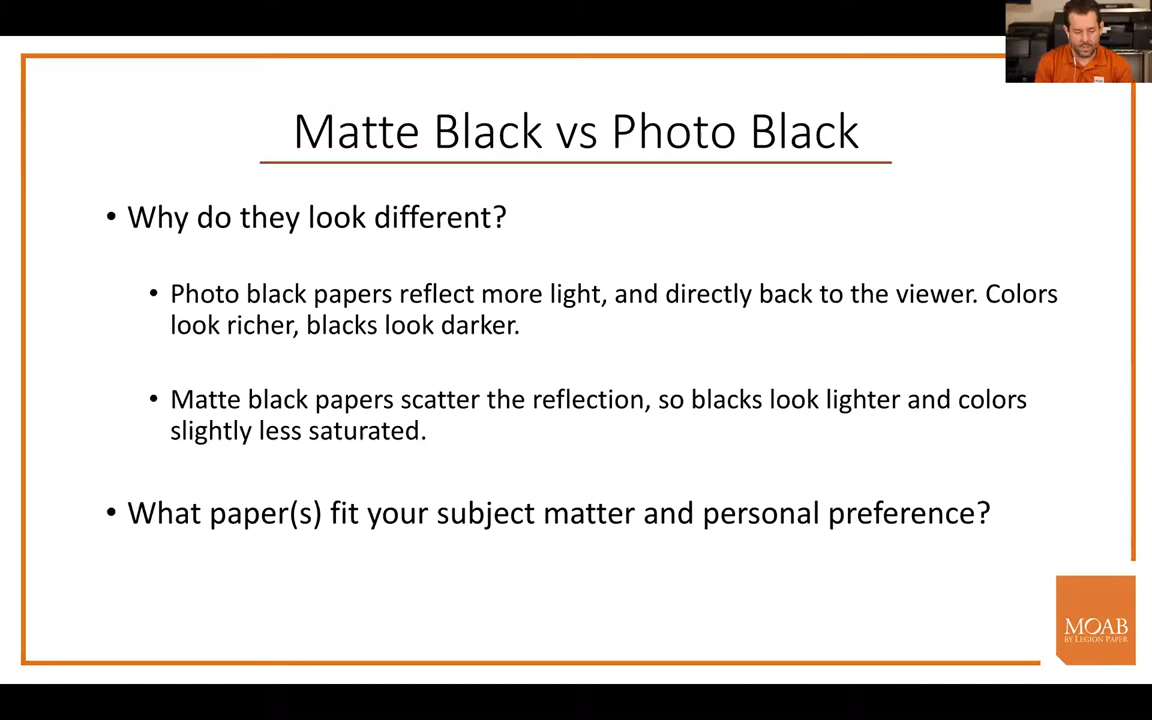 Matte Black vs Photo Black
• Why do they look different?
• Photo black papers reflect more light, and directly back to the viewer. Colors
look richer, blacks look darker.
• Matte black papers scatter the reflection, so blacks look lighter and colors
slightly less saturated.
• What paper(s) fit your subject matter and personal preference?
MOAB
BY LEGION PAPER